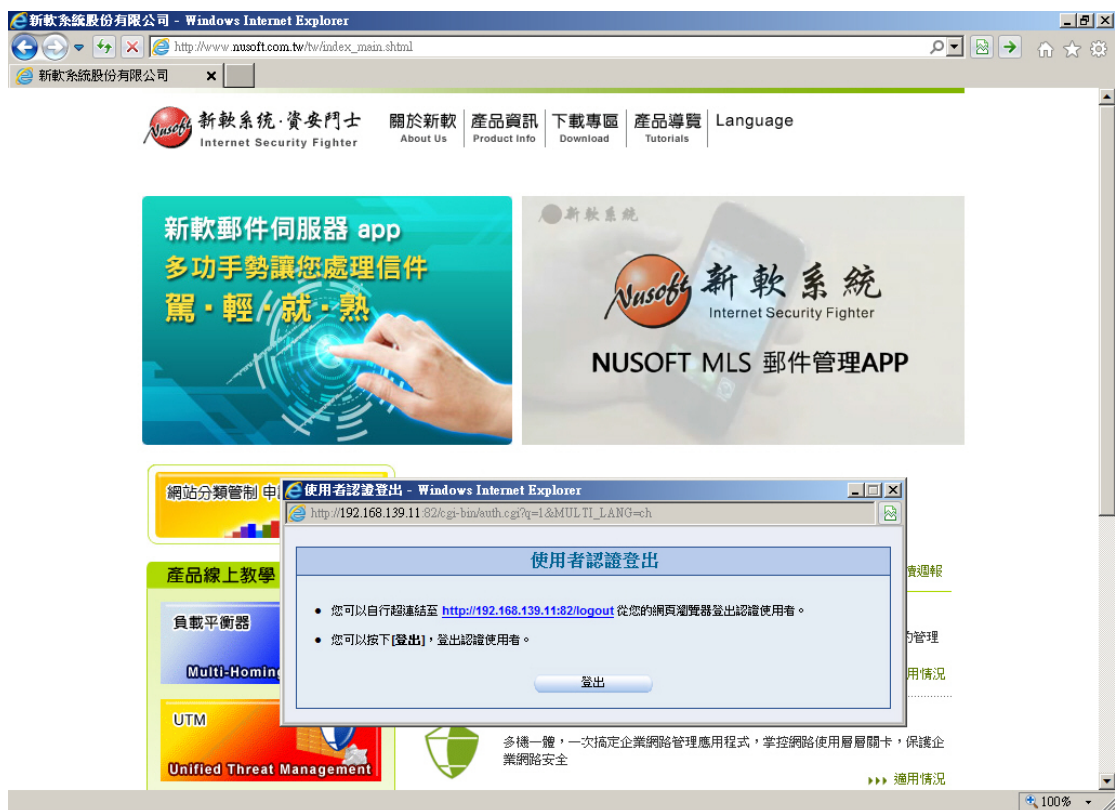 新軟系統股份有限公司 - Windows Internet Explorer
http://www.nusoft.com.tw/tw/index_main.shtml
新軟系統股份有限公司
Nusoft
新軟系統·資安鬥士
Internet Security Fighter
關於新軟 產品資訊 下載專區 產品導覽 Language
About Us Product Info Download Tutorials
新軟郵件伺服器 app
多功手勢讓您處理信件
駕·輕·就·熟
新軟系統
Nusoft 新軟系統
Internet Security Fighter
NUSOFT MLS 郵件管理APP
網站分類管制 申
使用者認證登出 - Windows Internet Explorer
http://192.168.139.11:82/cgi-bin/auth.cgi?q=1&MULTI_LANG=ch
使用者認證登出
您可以自行超連結至 http://192.168.139.11:82/logout 從您的網頁瀏覽器登出認證使用者。
您可以按下[登出],登出認證使用者。
登出
產品線上教學
週報
負載平衡器
Multi-Homing
管理
用情況
UTM
Unified Threat Management
多機一體,一次搞定企業網路管理應用程式,掌控網路使用層層關卡,保護企
業網路安全
適用情況
100%